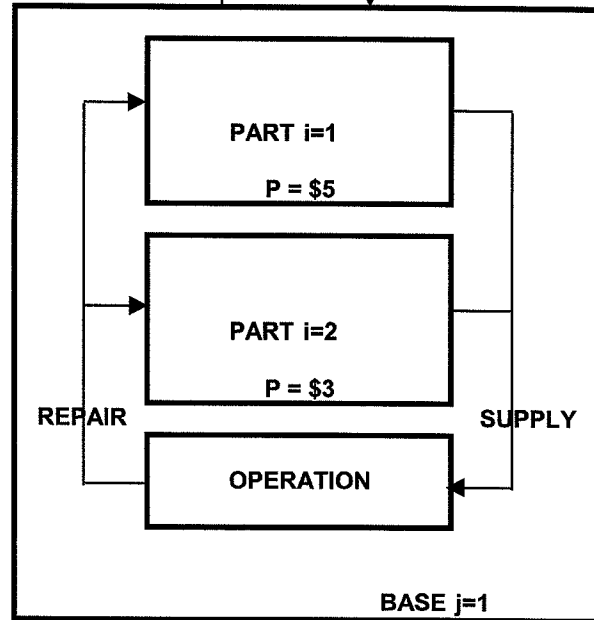 PART i=1
P = $5
PART i=2
P = $3
REPAIR
SUPPLY
OPERATION
BASE j=1